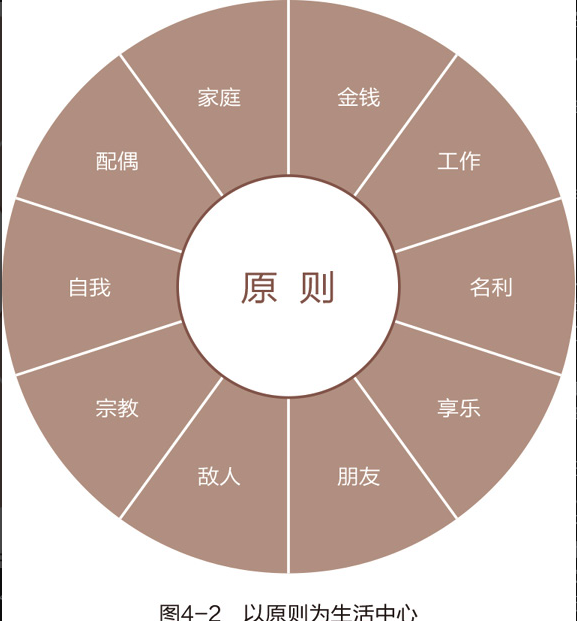 家庭
金钱
配偶
工作
自我
原则
名利
宗教
享乐
敌人
朋友
图4-2 以原则为生活中心